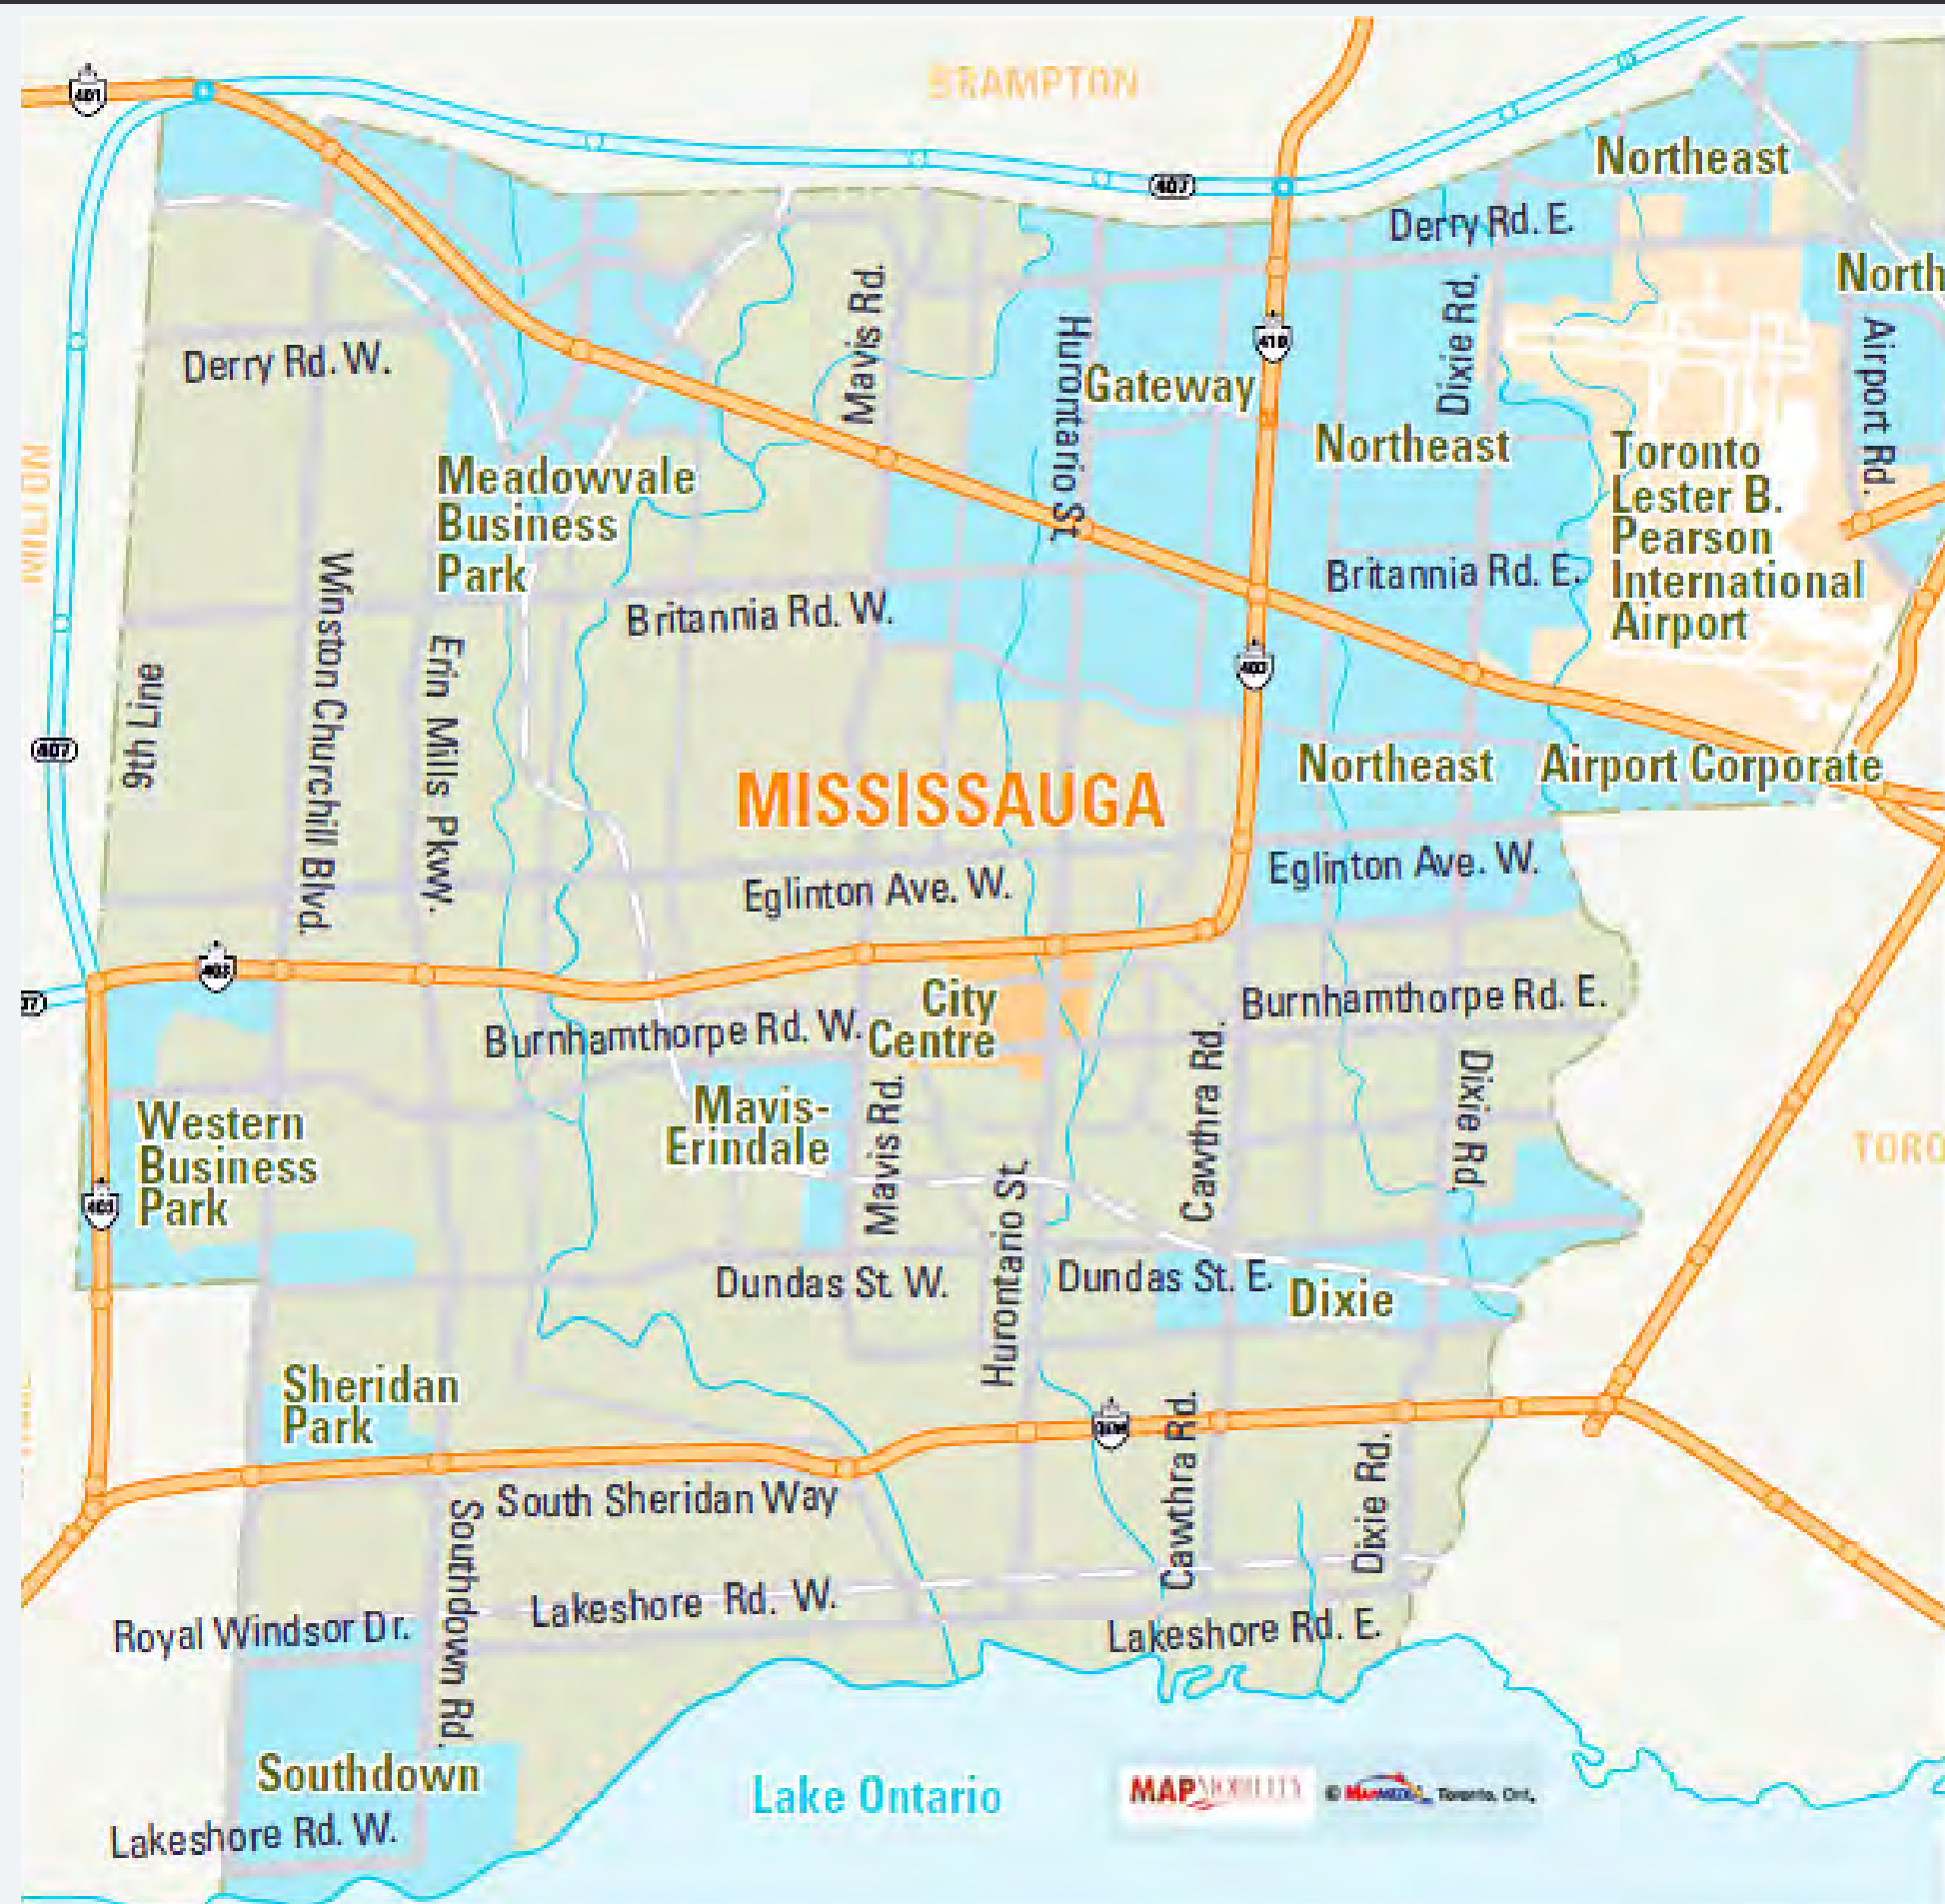 BRAMPTON
401
407
Northeast
Derry Rd. E.
North
Mavis Rd.
Hurontario St.
410
Dixie Rd.
Airport Rd.
Derry Rd. W.
Gateway
Northeast
Toronto
Lester B.
Pearson
International
Airport
Meadowvale
Business
Park
Winston Churchill Blvd.
Britannia Rd. E.
Britannia Rd. W.
Erin Mills Pkwy.
9th Line
403
407
MISSISSAUGA
Northeast
Airport Corporate
Eglinton Ave. W.
Eglinton Ave. W.
403
City
Centre
Burnhamthorpe Rd. E.
Burnhamthorpe Rd. W.
Mavis-
Erindale
Mavis Rd.
Cawthra Rd.
Dixie Rd.
Western
Business
Park
403
TORO
Hurontario St.
Dundas St. W.
Dundas St. E.
Dixie
Sheridan
Park
Cawthra Rd.
Dixie Rd.
South Sheridan Way
Southdown Rd.
Lakeshore Rd. W.
Royal Windsor Dr.
Lakeshore Rd. E.
Southdown
Lake Ontario
MAP
Toronto, Ont.
Lakeshore Rd. W.